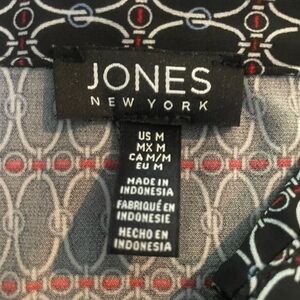 JONES
NEW YORK
US M
MX M
CA M/M
EU M
MADE IN
INDONESIA
FABRIQUÉ EN
INDONESIE
HECHO EN
INDONESIA